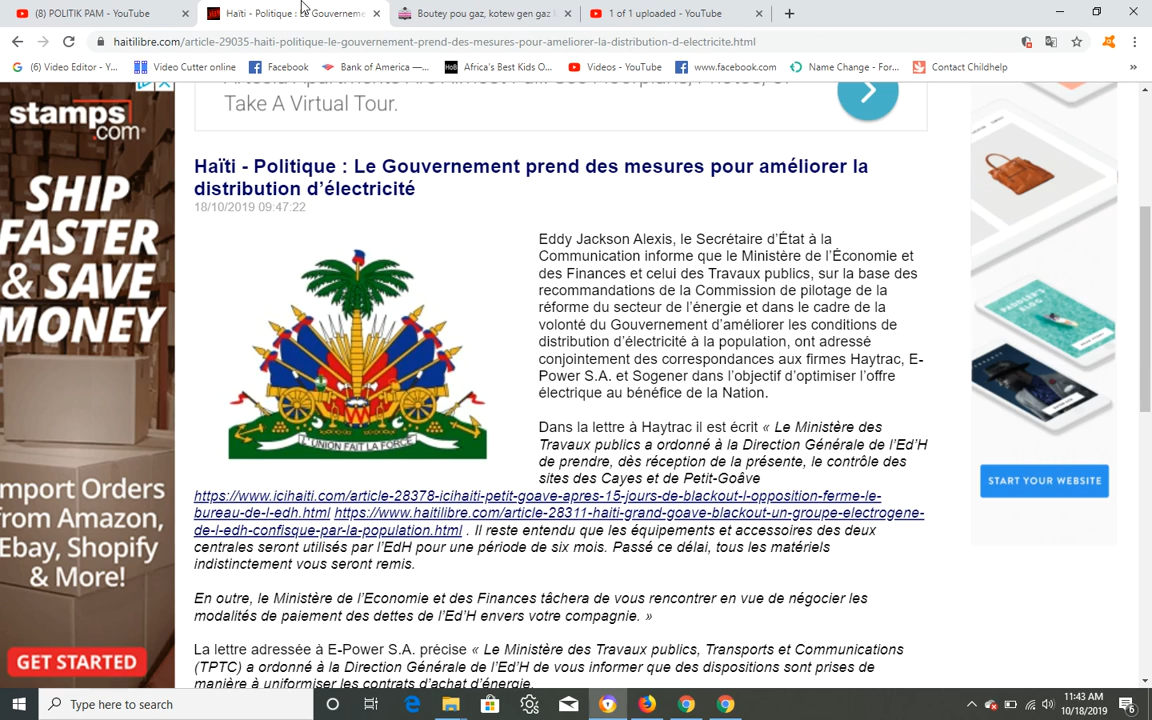 (8) POLITIK PAM - YouTube
Haïti - Politique : Le Gouverneme
Boutey pou gaz, kotew gen gaz
1 of 1 uploaded - YouTube
haitilibre.com/article-29035-haiti-politique-le-gouvernement-prend-des-mesures-pour-ameliorer-la-distribution-d-electricite.html
(6) Video Editor - Y...
Video Cutter online
Facebook
Bank of America —...
Africa's Best Kids O...
Videos - YouTube
www.facebook.com
Name Change - For...
Contact Childhelp
»
Take A Virtual Tour.
stamps.com
SHIP
FASTER
& SAVE
MONEY
Import Orders
from Amazon,
Ebay, Shopify
& More!
GET STARTED
Haïti - Politique : Le Gouvernement prend des mesures pour améliorer la
distribution d'électricité
18/10/2019 09:47:22
L'UNION FAIT LA FORCE
Eddy Jackson Alexis, le Secrétaire d'État à la
Communication informe que le Ministère de l'Économie et
des Finances et celui des Travaux publics, sur la base des
recommandations de la Commission de pilotage de la
réforme du secteur de l'énergie et dans le cadre de la
volonté du Gouvernement d'améliorer les conditions de
distribution d'électricité à la population, ont adressé
conjointement des correspondances aux firmes Haytrac, E-
Power S.A. et Sogener dans l'objectif d'optimiser l'offre
électrique au bénéfice de la Nation.
Dans la lettre à Haytrac il est écrit « Le Ministère des
Travaux publics a ordonné à la Direction Générale de l'Ed'H
de prendre, dès réception de la présente, le contrôle des
sites des Cayes et de Petit-Goâve
https://www.icihaiti.com/article-28378-icihaiti-petit-goave-apres-15-jours-de-blackout-l-opposition-ferme-le-
bureau-de-l-edh.html https://www.haitilibre.com/article-28311-haiti-grand-goave-blackout-un-groupe-electrogene-
de-l-edh-confisque-par-la-population.html . Il reste entendu que les équipements et accessoires des deux
centrales seront utilisés par l'EdH pour une période de six mois. Passé ce délai, tous les matériels
indistinctement vous seront remis.
En outre, le Ministère de l'Economie et des Finances tâchera de vous rencontrer en vue de négocier les
modalités de paiement des dettes de l'Ed'H envers votre compagnie. »
La lettre adressée à E-Power S.A. précise « Le Ministère des Travaux publics, Transports et Communications
(TPTC) a ordonné à la Direction Générale de l'Ed'H de vous informer que des dispositions sont prises de
manière à uniformiser les contrats d'achat d'énergie.
START YOUR WEBSITE
Type here to search
11:43 AM
10/18/2019
6